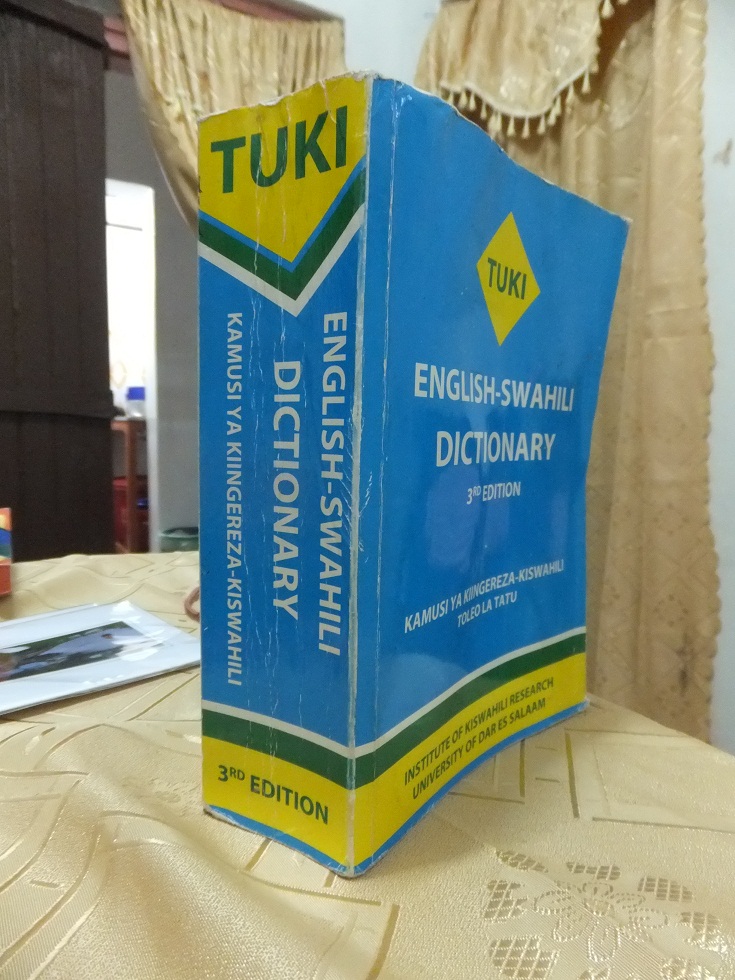 TUKI
ENGLISH-SWAHILI
DICTIONARY
KAMUSI YA KIINGEREZA-KISWAHILI
3RD EDITION
TUKI
ENGLISH-SWAHILI
DICTIONARY
3RD EDITION
KAMUSI YA KIINGEREZA-KISWAHILI
TOLEO LA TATU
INSTITUTE OF KISWAHILI RESEARCH
UNIVERSITY OF DAR ES SALAAM